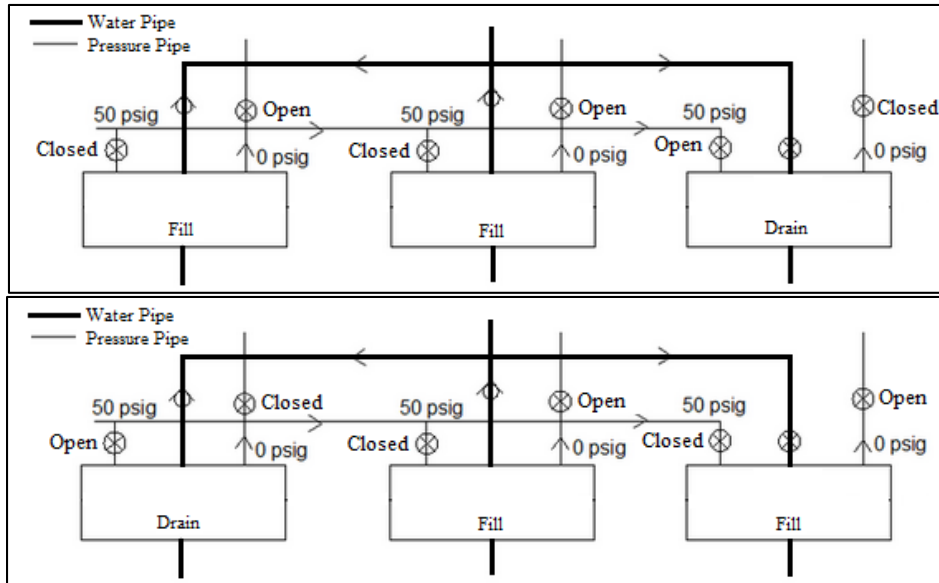 Water Pipe
Pressure Pipe
50 psig Open 50 psig Open 50 psig Closed
Closed 0 psig Closed 0 psig Open 0 psig
Fill Fill Drain
Water Pipe
Pressure Pipe
50 psig Closed 50 psig Open 50 psig Open
Open 0 psig Closed 0 psig Closed 0 psig
Drain Fill Fill